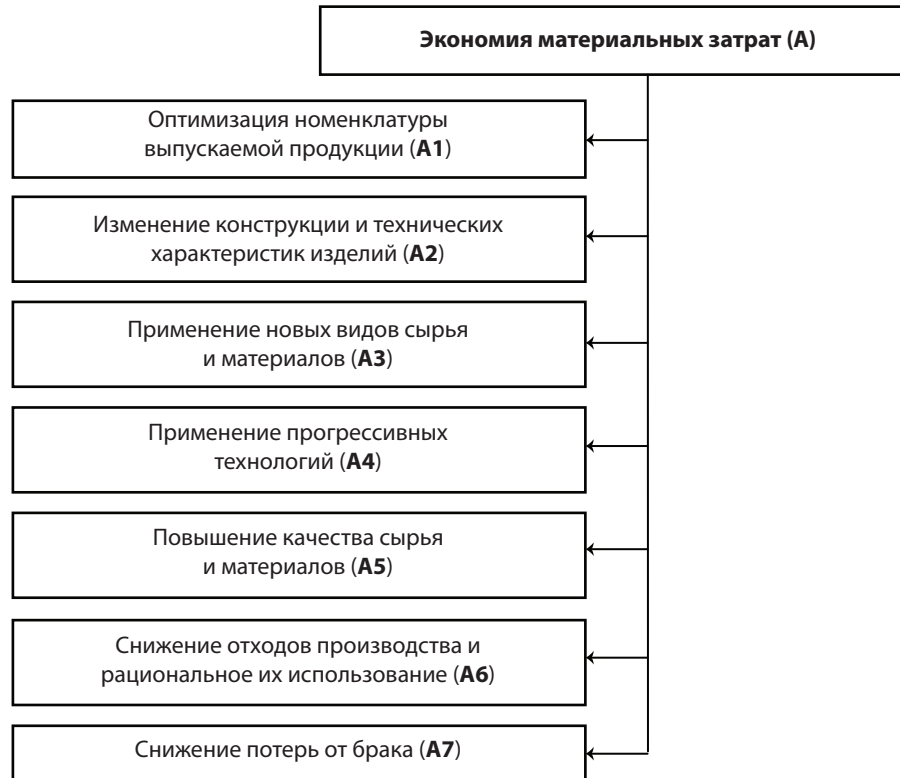 Экономия материальных затрат (А)
Оптимизация номенклатуры
выпускаемой продукции (А1)
Изменение конструкции и технических
характеристик изделий (А2)
Применение новых видов сырья
и материалов (А3)
Применение прогрессивных
технологий (А4)
Повышение качества сырья
и материалов (А5)
Снижение отходов производства и
рациональное их использование (А6)
Снижение потерь от брака (А7)